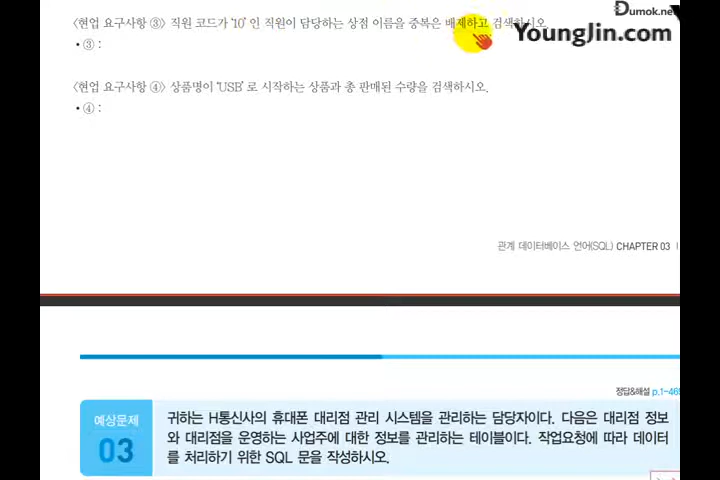 Dumok.ne
YoungJin.com
〈현업 요구사항 ③〉 직원 코드가 '10' 인 직원이 담당하는 상점 이름을 중복은 배제하고 검색하시오.
• ③ :
〈현업 요구사항 ④〉 상품명이 'USB' 로 시작하는 상품과 총 판매된 수량을 검색하시오.
• ④ :
관계 데이터베이스 언어(SQL) CHAPTER 03
정답&해설 p.1-465
예상문제
03
귀하는 H통신사의 휴대폰 대리점 관리 시스템을 관리하는 담당자이다. 다음은 대리점 정보
와 대리점을 운영하는 사업주에 대한 정보를 관리하는 테이블이다. 작업요청에 따라 데이터
를 처리하기 위한 SQL 문을 작성하시오.